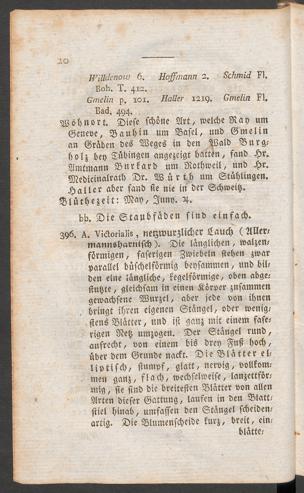 20
Willdenow 6. Hoffmann 2. Schmid Fl.
Boh. T. 412.
Gmelin p. 101. Haller 1219. Gmelin Fl.
Bad. 494.
Wohnort. Diese schöne Art, welche Ray um
Geneve, Bauhin um Basel, und Gmelin
an Gräben des Weges in den Wald Burg-
holz bey Tübingen angezeigt hatten, fand Hr.
Amtmann Burkard um Rothweil, und Hr.
Medicinalrath Dr. Würth um Stühlingen.
Haller aber fand sie nie in der Schweitz.
Blüthezeit: May, Juny. ♃.
bb. Die Staubfäden sind einfach.
396. A. Victorialis, netzwurzlicher Lauch (Aller-
mannsharnisch). Die länglichen, walzen-
förmigen, faserigen Zwiebeln stehen zwar
parallel büschelförmig beysammen, und bil-
den eine längliche, kegelförmige, oben abge-
stutzte, gleichsam in einen Körper zusammen
gewachsene Wurzel, aber jede von ihnen
bringt ihren eigenen Stängel, oder wenig-
stens Blätter, und ist ganz mit einem fase-
rigen Netz umzogen. Der Stängel rund,
aufrecht, von einem bis drey Fuß hoch,
über dem Grunde nackt. Die Blätter el-
liptisch, stumpf, glatt, nervig, vollkom-
men ganz, flach, wechselweise, lanzettför-
mig, sie sind die breitesten Blätter von allen
Arten dieser Gattung, laufen in den Blatt-
stiel hinab, umfassen den Stängel scheiden-
artig. Die Blumenscheide kurz, breit, ein-
blätte-